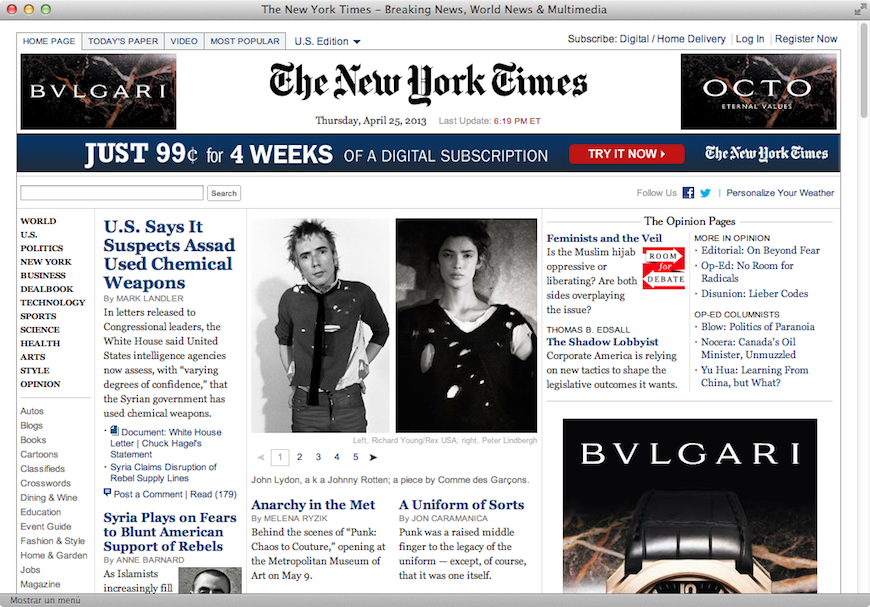 The New York Times – Breaking News, World News & Multimedia
HOME PAGE
TODAY'S PAPER
VIDEO
MOST POPULAR
U.S. Edition
Subscribe: Digital / Home Delivery
Log In
Register Now
BVLGARI
The New York Times
OCTO
ETERNAL VALUES
Thursday, April 25, 2013
Last Update: 6:19 PM ET
JUST 99¢ for 4 WEEKS OF A DIGITAL SUBSCRIPTION
TRY IT NOW
The New York Times
Search
Follow Us
Personalize Your Weather
WORLD
U.S.
POLITICS
NEW YORK
BUSINESS
DEALBOOK
TECHNOLOGY
SPORTS
SCIENCE
HEALTH
ARTS
STYLE
OPINION
Autos
Blogs
Books
Cartoons
Classifieds
Crosswords
Dining & Wine
Education
Event Guide
Fashion & Style
Home & Garden
Jobs
Magazine
U.S. Says It
Suspects Assad
Used Chemical
Weapons
By MARK LANDLER
In letters released to
Congressional leaders, the
White House said United
States intelligence agencies
now assess, with “varying
degrees of confidence,” that
the Syrian government has
used chemical weapons.
Document: White House
Letter | Chuck Hagel's
Statement
Syria Claims Disruption of
Rebel Supply Lines
Post a Comment | Read (179)
Syria Plays on Fears
to Blunt American
Support of Rebels
By ANNE BARNARD
As Islamists
increasingly fill
Left, Richard Young/Rex USA; right, Peter Lindbergh
1 2 3 4 5
John Lydon, a k a Johnny Rotten; a piece by Comme des Garçons.
Anarchy in the Met
By MELENA RYZIK
Behind the scenes of “Punk:
Chaos to Couture,” opening at
the Metropolitan Museum of
Art on May 9.
A Uniform of Sorts
By JON CARAMANICA
Punk was a raised middle
finger to the legacy of the
uniform — except, of course,
that it was one itself.
The Opinion Pages
Feminists and the Veil
Is the Muslim hijab
oppressive or
liberating? Are both
sides overplaying
the issue?
ROOM
for
DEBATE
THOMAS B. EDSALL
The Shadow Lobbyist
Corporate America is relying
on new tactics to shape the
legislative outcomes it wants.
MORE IN OPINION
Editorial: On Beyond Fear
Op-Ed: No Room for
Radicals
Disunion: Lieber Codes
OP-ED COLUMNISTS
Blow: Politics of Paranoia
Nocera: Canada's Oil
Minister, Unmuzzled
Yu Hua: Learning From
China, but What?
BVLGARI
Mostrar un menú